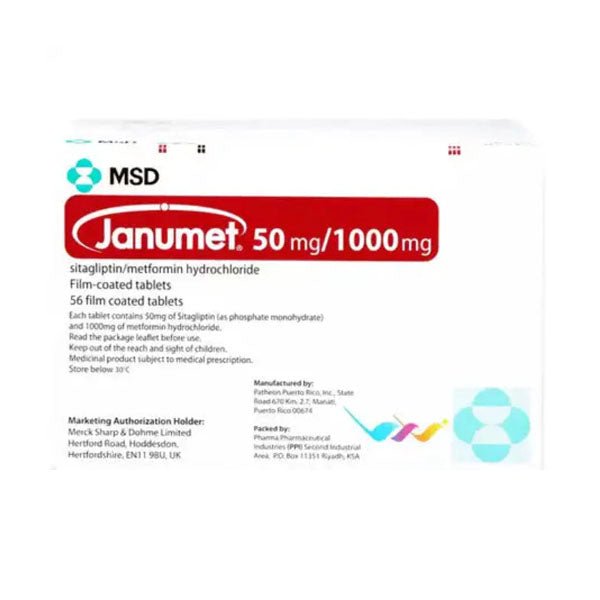 MSD
Janumet® 50 mg/1000 mg
sitagliptin/metformin hydrochloride
Film-coated tablets
56 film coated tablets
Each tablet contains 50mg of Sitagliptin (as phosphate monohydrate)
and 1000mg of metformin hydrochloride.
Read the package leaflet before use.
Keep out of the reach and sight of children.
Medicinal product subject to medical prescription.
Store below 30°C
Marketing Authorization Holder:
Merck Sharp & Dohme Limited
Hertford Road, Hoddesdon,
Hertfordshire, EN11 9BU, UK
Manufactured by:
Patheon Puerto Rico, Inc., State
Road 670 Km. 2.7, Manati,
Puerto Rico 00674
Packed by:
Pharma Pharmaceutical
Industries (PPI) Second Industrial
Area, P.O. Box 11351 Riyadh, KSA